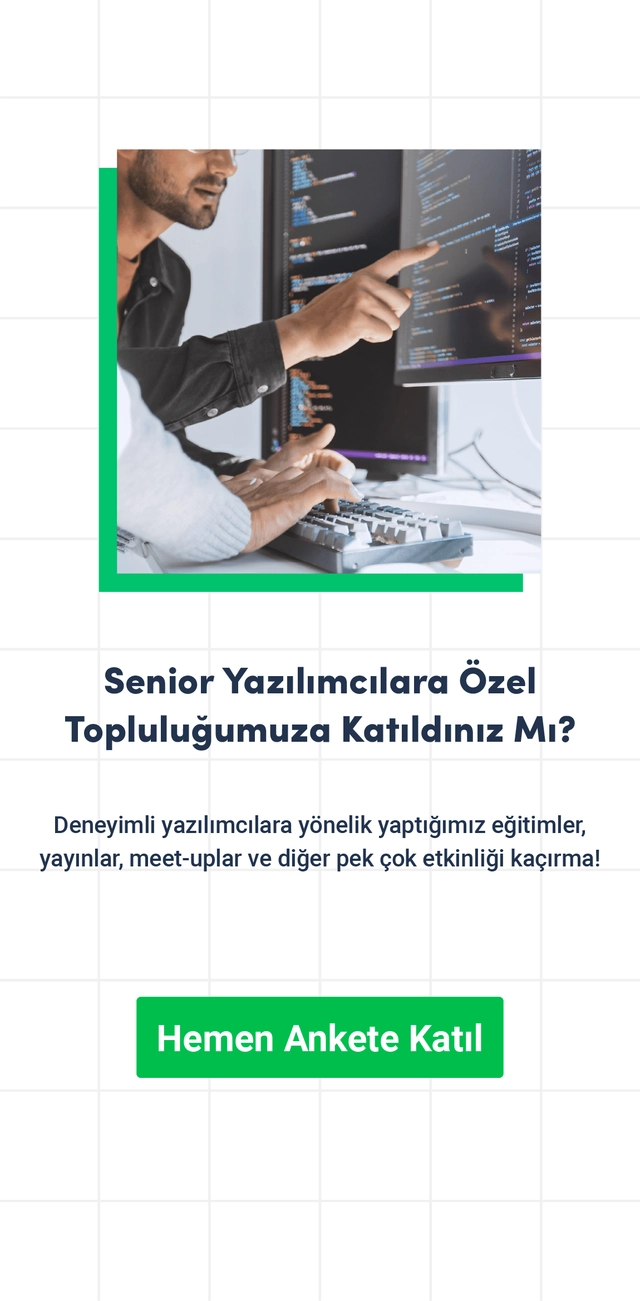 Senior Yazılımcılara Özel
Topluluğumuza Katıldınız Mı?
Deneyimli yazılımcılara yönelik yaptığımız eğitimler,
yayınlar, meet-uplar ve diğer pek çok etkinliği kaçırma!
Hemen Ankete Katıl